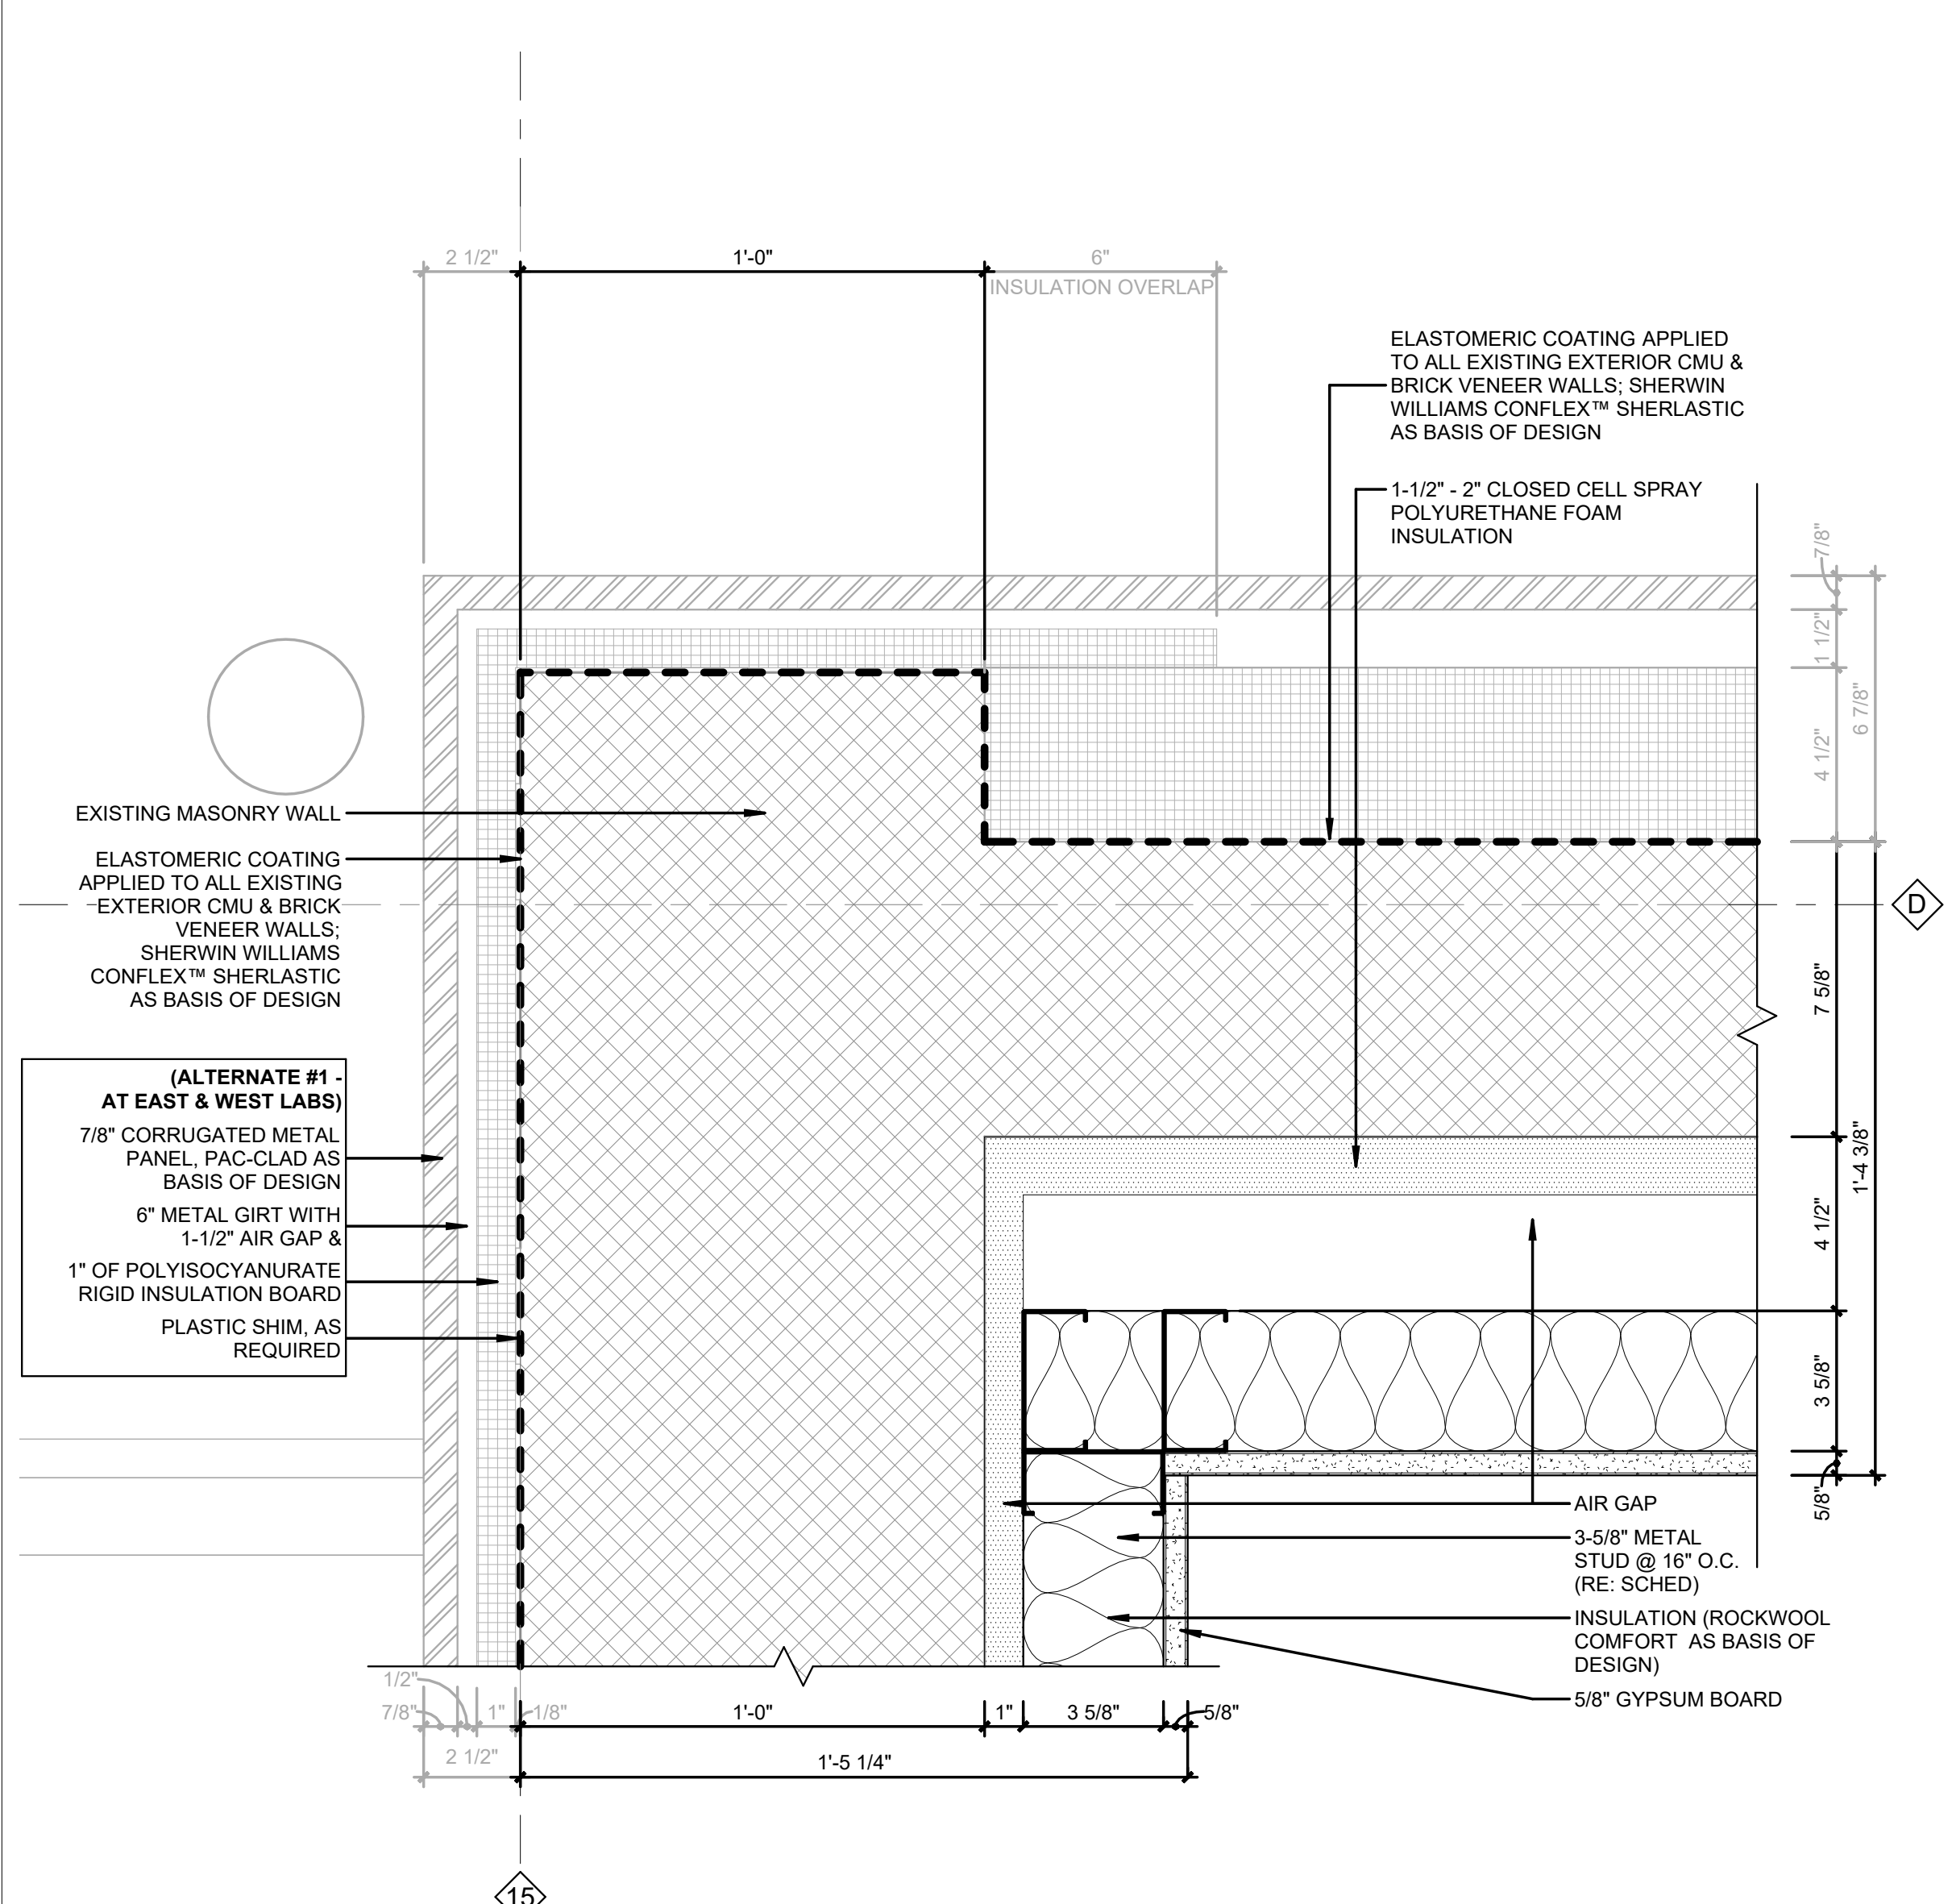 2 1/2"
1'-0"
6"
INSULATION OVERLAP
ELASTOMERIC COATING APPLIED
TO ALL EXISTING EXTERIOR CMU &
BRICK VENEER WALLS; SHERWIN
WILLIAMS CONFLEX™ SHERLASTIC
AS BASIS OF DESIGN
1-1/2" - 2" CLOSED CELL SPRAY
POLYURETHANE FOAM
INSULATION
7/8"
1 1/2"
6 7/8"
4 1/2"
EXISTING MASONRY WALL
ELASTOMERIC COATING
APPLIED TO ALL EXISTING
EXTERIOR CMU & BRICK
VENEER WALLS;
SHERWIN WILLIAMS
CONFLEX™ SHERLASTIC
AS BASIS OF DESIGN
D
7 5/8"
(ALTERNATE #1 -
AT EAST & WEST LABS)
7/8" CORRUGATED METAL
PANEL, PAC-CLAD AS
BASIS OF DESIGN
6" METAL GIRT WITH
1-1/2" AIR GAP &
1" OF POLYISOCYANURATE
RIGID INSULATION BOARD
PLASTIC SHIM, AS
REQUIRED
1'-4 3/8"
4 1/2"
3 5/8"
5/8"
AIR GAP
3-5/8" METAL
STUD @ 16" O.C.
(RE: SCHED)
INSULATION (ROCKWOOL
COMFORT AS BASIS OF
DESIGN)
5/8" GYPSUM BOARD
1/2"
7/8"
1"
1/8"
1'-0"
1"
3 5/8"
5/8"
2 1/2"
1'-5 1/4"
15